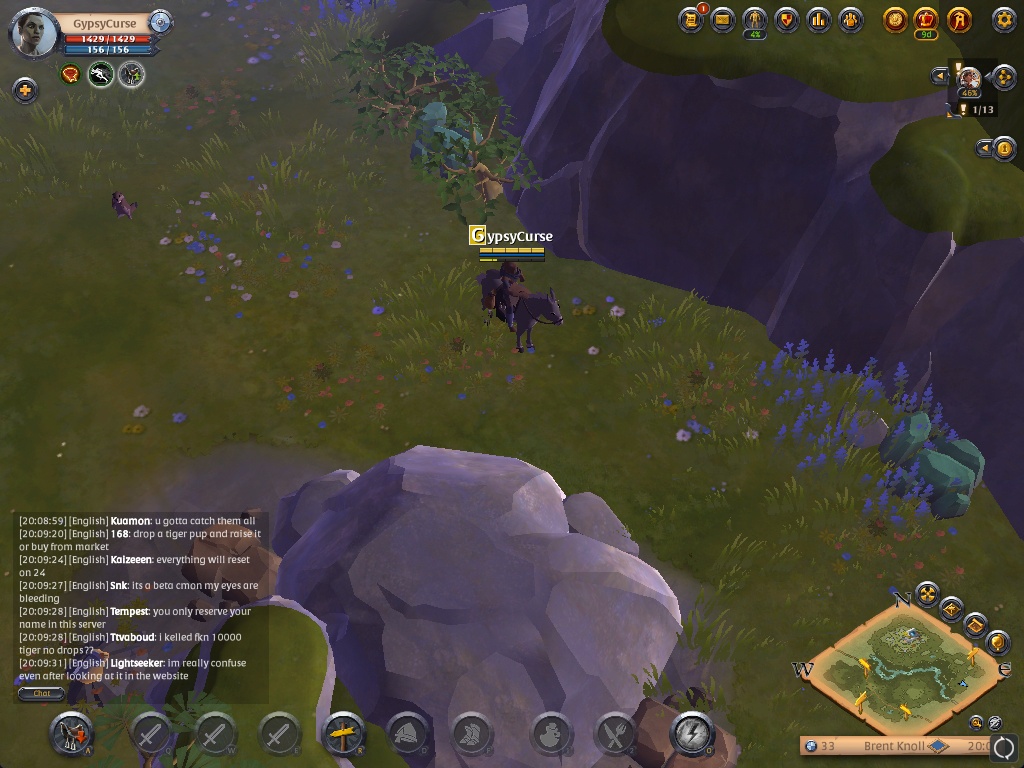 GypsyCurse
1429 / 1429
156 / 156
1
4%
9d
46%
1/13
GypsyCurse
[20:08:59] [English] Kuamon: u gotta catch them all
[20:09:20] [English] 168: drop a tiger pup and raise it
or buy from market
[20:09:24] [English] Kaizeeen: everything will reset
on 24
[20:09:27] [English] Snk: its a beta cmon my eyes are
bleeding
[20:09:28] [English] Tempest: you only reserve your
name in this server
[20:09:28] [English] Ttvaboud: i kelled fkn 10000
tiger no drops??
[20:09:31] [English] Lightseeker: im really confuse
even after looking at it in the website
Chat
N
W
E
A
Q
W
E
R
D
F
33
Brent Knoll